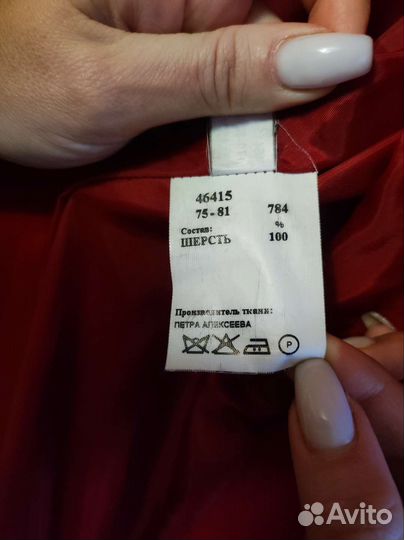 46415
75-81 784
Состав: %
ШЕРСТЬ 100
Производитель ткани:
ПЕТРА АЛЕКСЕЕВА
P
Avito